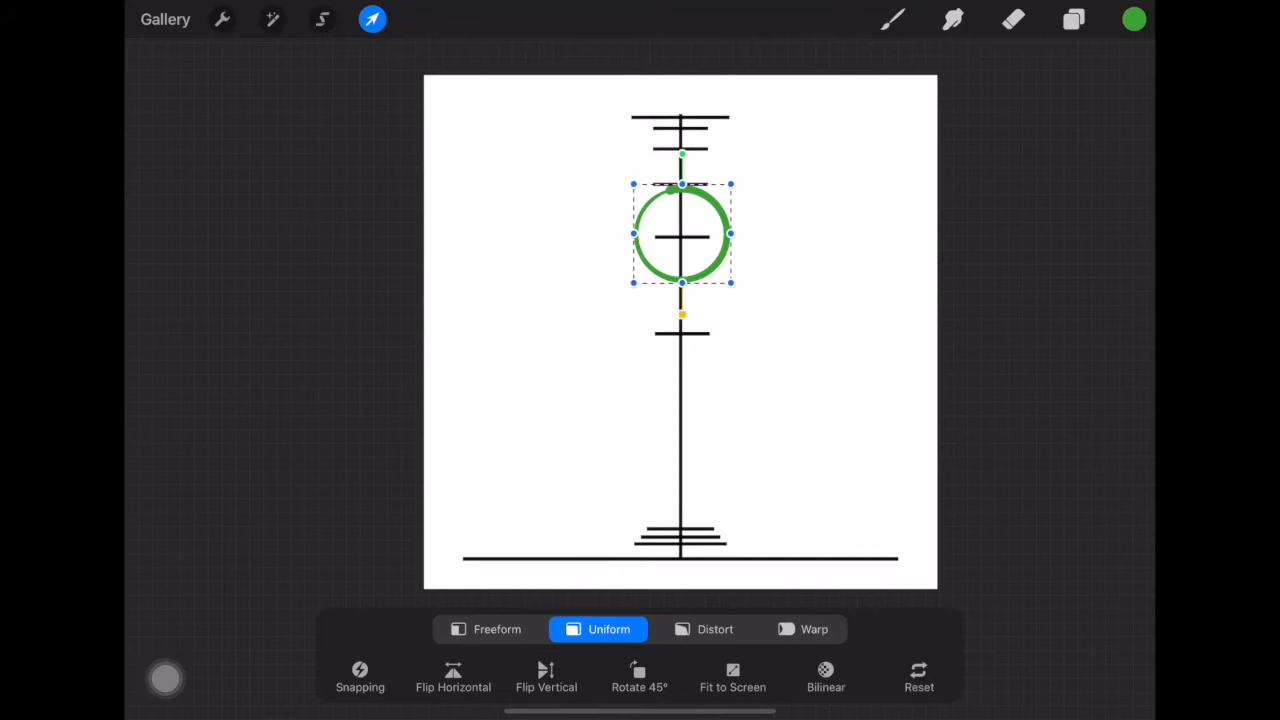 Gallery
Freeform Uniform Distort Warp
Snapping Flip Horizontal Flip Vertical Rotate 45° Fit to Screen Bilinear Reset